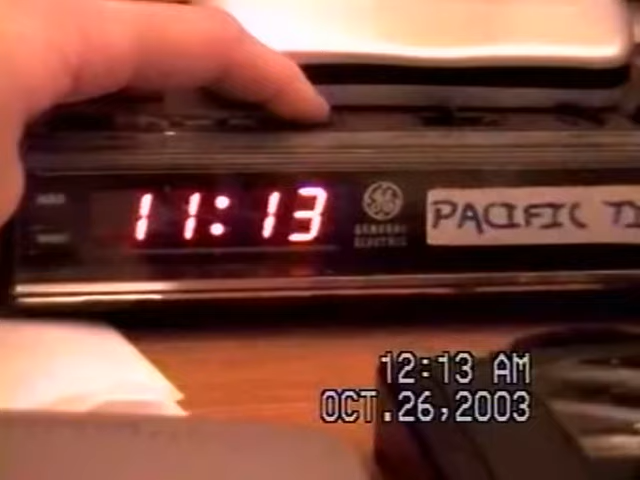 11:13
GENERAL
ELECTRIC
PACIFIC
12:13 AM
OCT.26,2003